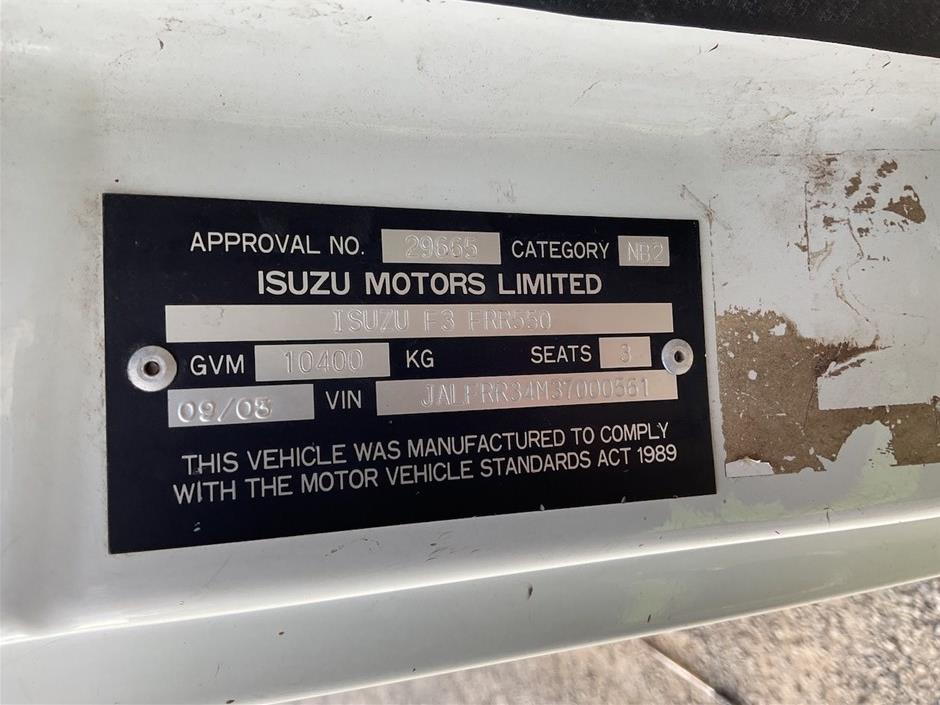 APPROVAL NO. 29665 CATEGORY NB2
ISUZU MOTORS LIMITED
ISUZU F3 FRR550
GVM 10400 KG SEATS 3
09/03 VIN JALFRR34M37000561
THIS VEHICLE WAS MANUFACTURED TO COMPLY
WITH THE MOTOR VEHICLE STANDARDS ACT 1989